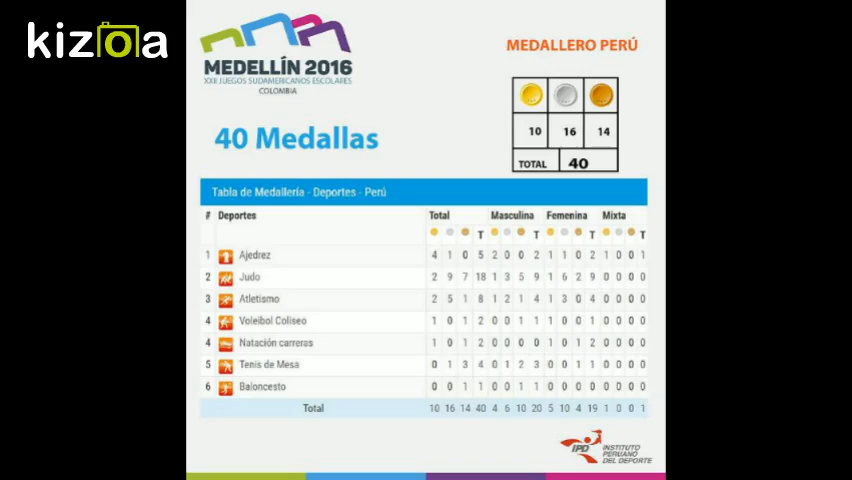 kizoa
MEDELLÍN 2016
XXII JUEGOS SUDAMERICANOS ESCOLARES
COLOMBIA
MEDALLERO PERÚ
40 Medallas
10 16 14
TOTAL 40
Tabla de Medallería - Deportes - Perú
# Deportes Total Masculina Femenina Mixta
T T T T
1 Ajedrez 4 1 0 5 2 0 0 2 1 1 0 2 1 0 0 1
2 Judo 2 9 7 18 1 3 5 9 1 6 2 9 0 0 0 0
3 Atletismo 2 5 1 8 1 2 1 4 1 3 0 4 0 0 0 0
4 Voleibol Coliseo 1 0 1 2 0 0 1 1 1 0 0 1 0 0 0 0
4 Natación carreras 1 0 1 2 0 0 0 0 1 0 1 2 0 0 0 0
5 Tenis de Mesa 0 1 3 4 0 1 2 3 0 0 1 1 0 0 0 0
6 Baloncesto 0 0 1 1 0 0 1 1 0 0 0 0 0 0 0 0
Total 10 16 14 40 4 6 10 20 5 10 4 19 1 0 0 1
IPD INSTITUTO
PERUANO
DEL DEPORTE